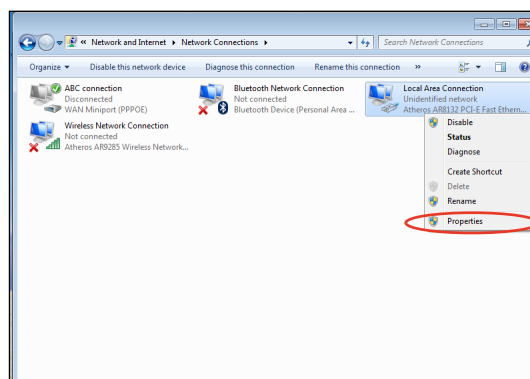 « Network and Internet ▸ Network Connections ▸
Search Network Connections
Organize ▾ Disable this network device Diagnose this connection Rename this connection »
ABC connection
Disconnected
WAN Miniport (PPPOE)
Bluetooth Network Connection
Not connected
Bluetooth Device (Personal Area ...
Local Area Connection
Unidentified network
Atheros AR8132 PCI-E Fast Ethern...
Wireless Network Connection
Not connected
Atheros AR9285 Wireless Network...
Disable
Status
Diagnose
Create Shortcut
Delete
Rename
Properties